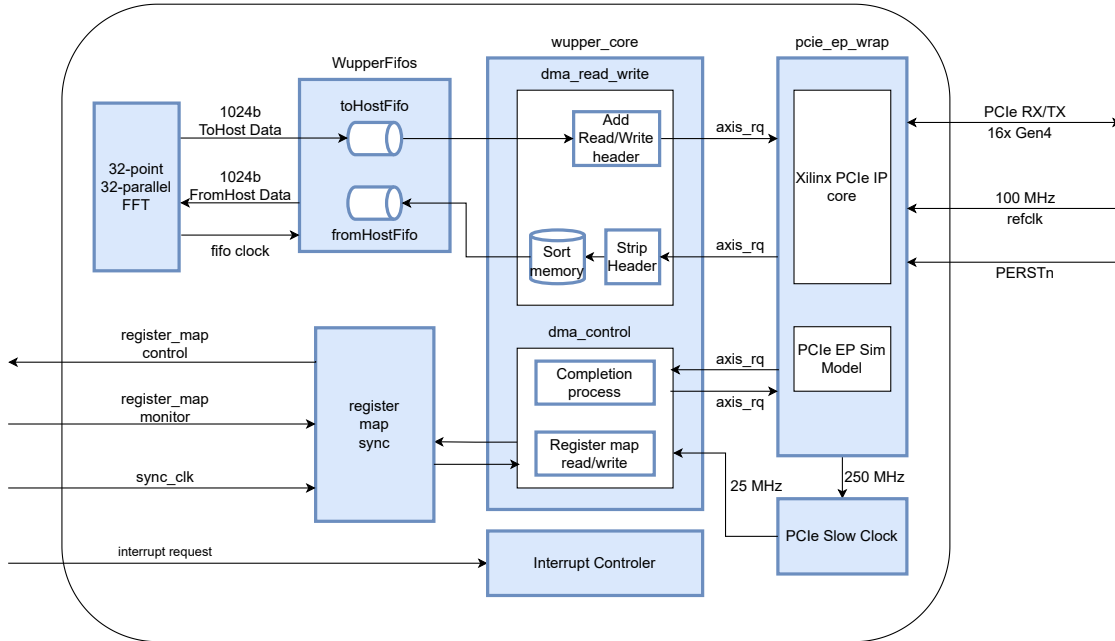 wupper_core
pcie_ep_wrap
WupperFifos
dma_read_write
1024b
ToHost Data
toHostFifo
Add
Read/Write
header
axis_rq
PCIe RX/TX
16x Gen4
32-point
32-parallel
FFT
1024b
FromHost Data
fromHostFifo
fifo clock
Sort
memory
Strip
Header
axis_rq
Xilinx PCIe IP
core
100 MHz
refclk
PERSTn
register_map
control
register_map
monitor
sync_clk
register
map
sync
dma_control
Completion
process
Register map
read/write
axis_rq
axis_rq
PCIe EP Sim
Model
25 MHz
250 MHz
PCIe Slow Clock
interrupt request
Interrupt Controler